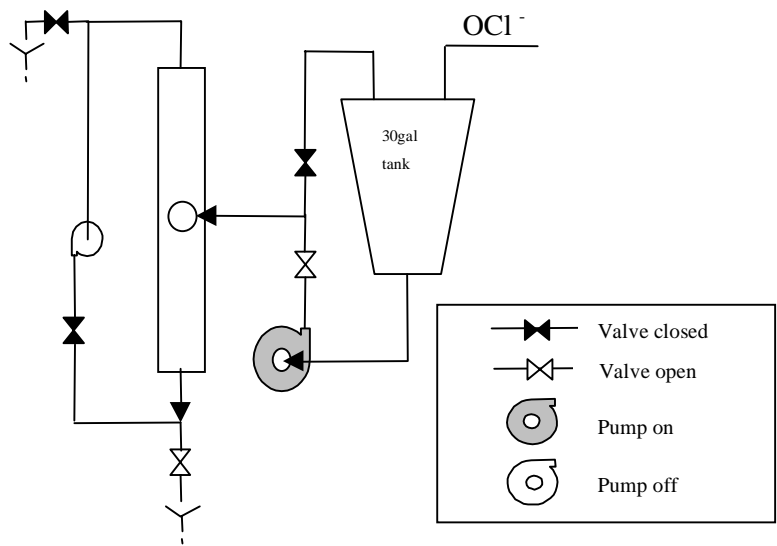 OCl -
30gal
tank
Valve closed
Valve open
Pump on
Pump off